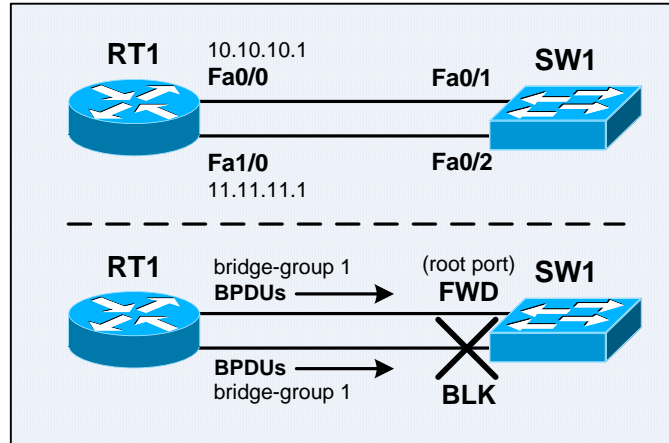 RT1
10.10.10.1
Fa0/0
Fa0/1
SW1
Fa1/0
11.11.11.1
Fa0/2
RT1
bridge-group 1
BPDUs
(root port)
FWD
SW1
BPDUs
bridge-group 1
BLK